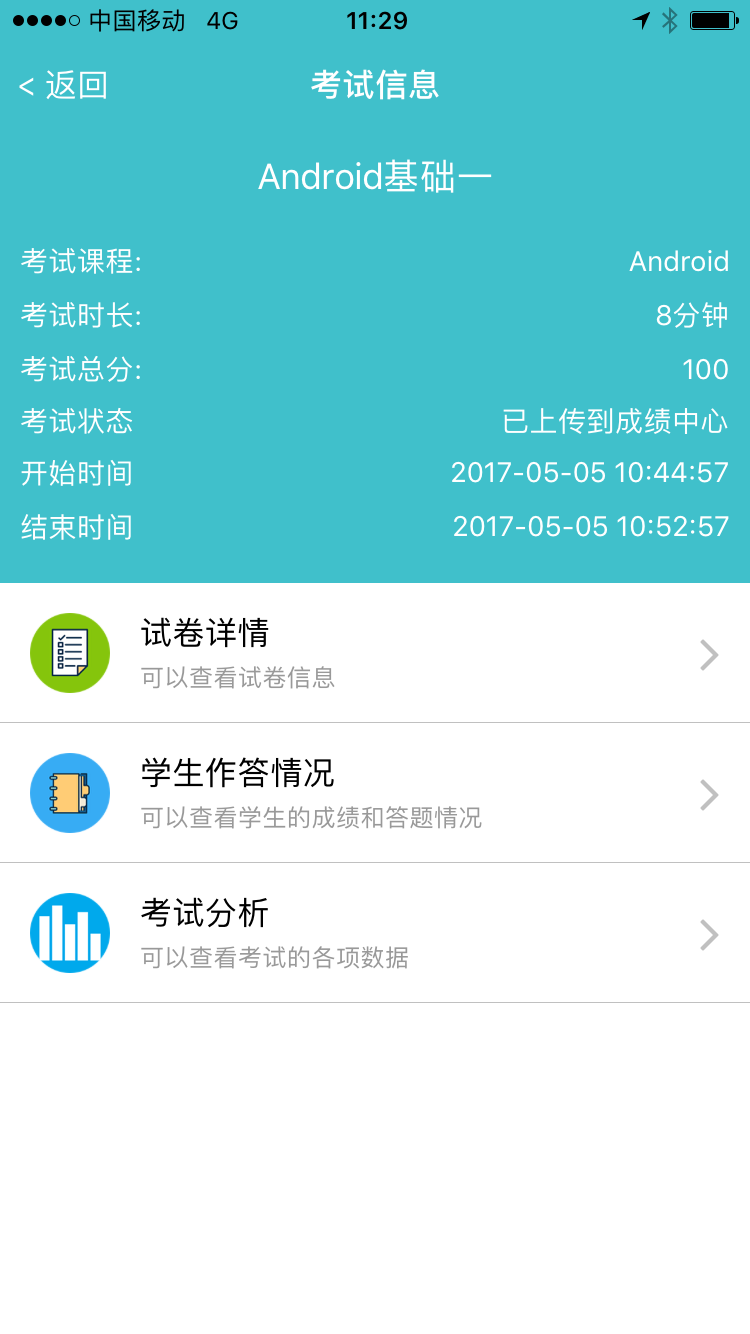 中国移动 4G 11:29
< 返回 考试信息
Android基础一
考试课程: Android
考试时长: 8分钟
考试总分: 100
考试状态 已上传到成绩中心
开始时间 2017-05-05 10:44:57
结束时间 2017-05-05 10:52:57
试卷详情
可以查看试卷信息
学生作答情况
可以查看学生的成绩和答题情况
考试分析
可以查看考试的各项数据